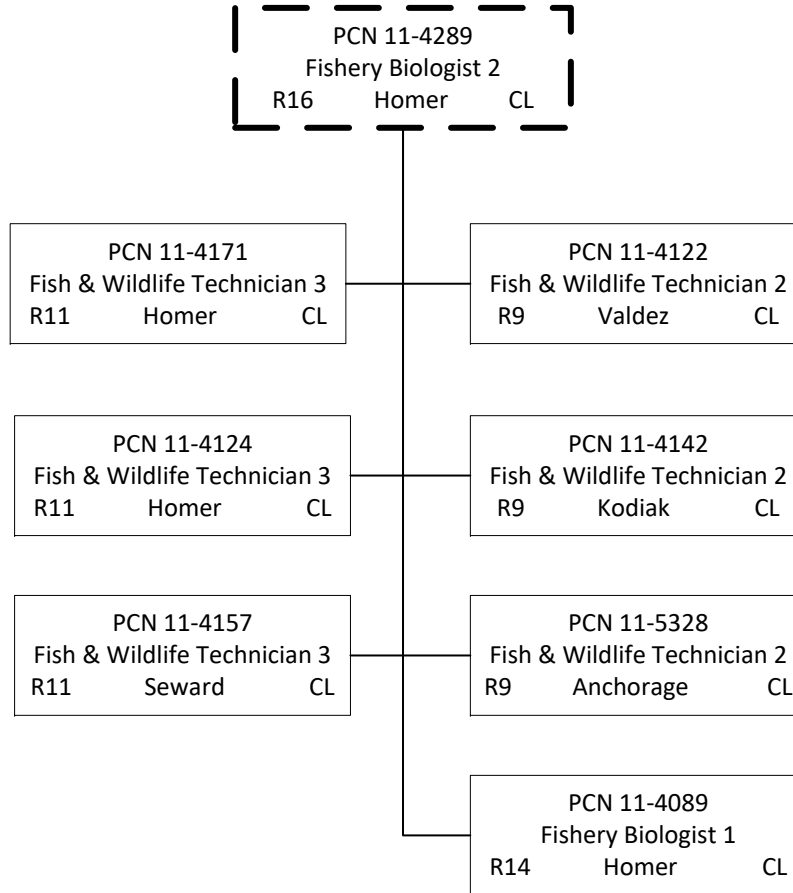 PCN 11-4289
Fishery Biologist 2
R16 Homer CL
PCN 11-4171
Fish & Wildlife Technician 3
R11 Homer CL
PCN 11-4122
Fish & Wildlife Technician 2
R9 Valdez CL
PCN 11-4124
Fish & Wildlife Technician 3
R11 Homer CL
PCN 11-4142
Fish & Wildlife Technician 2
R9 Kodiak CL
PCN 11-4157
Fish & Wildlife Technician 3
R11 Seward CL
PCN 11-5328
Fish & Wildlife Technician 2
R9 Anchorage CL
PCN 11-4089
Fishery Biologist 1
R14 Homer CL